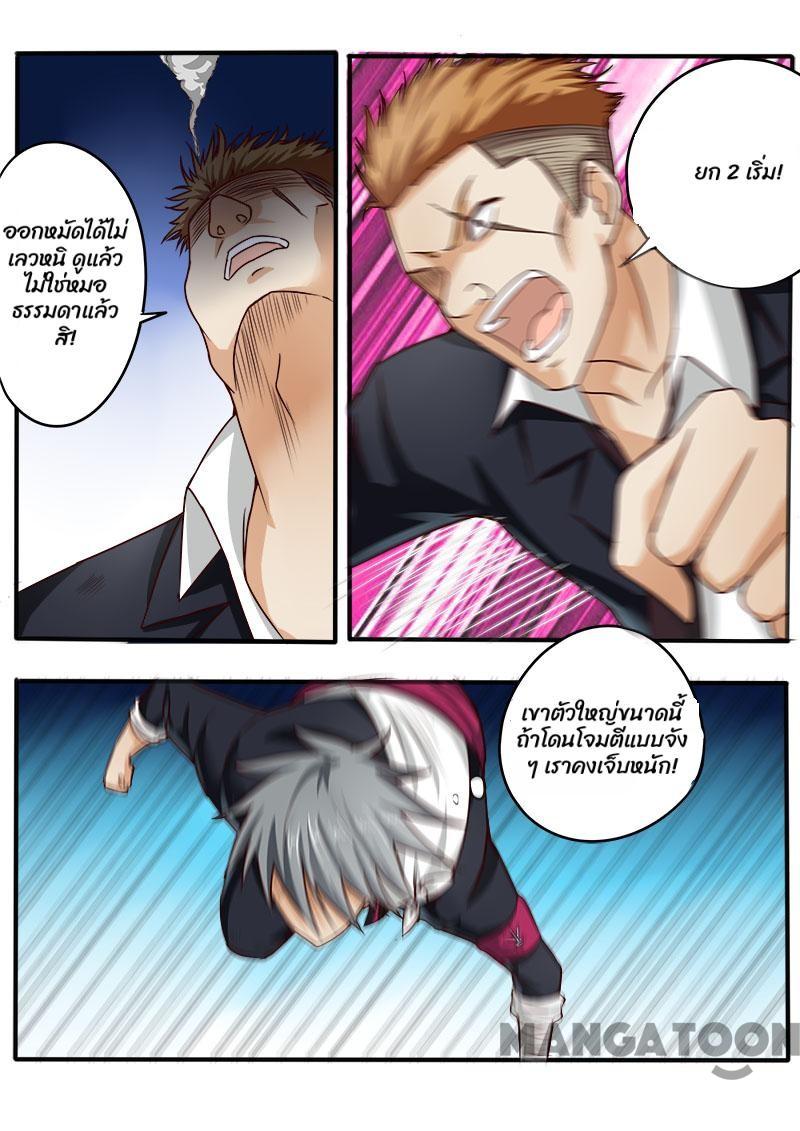 ออกหมัดได้ไม่
เลวหนิ ดูแล้ว
ไม่ใช่หมอ
ธรรมดาแล้ว
สิ!
ยก 2 เริ่ม!
เขาตัวใหญ่ขนาดนี้
ถ้าโดนโจมตีแบบจัง
ๆ เราคงเจ็บหนัก!
MANGATOON